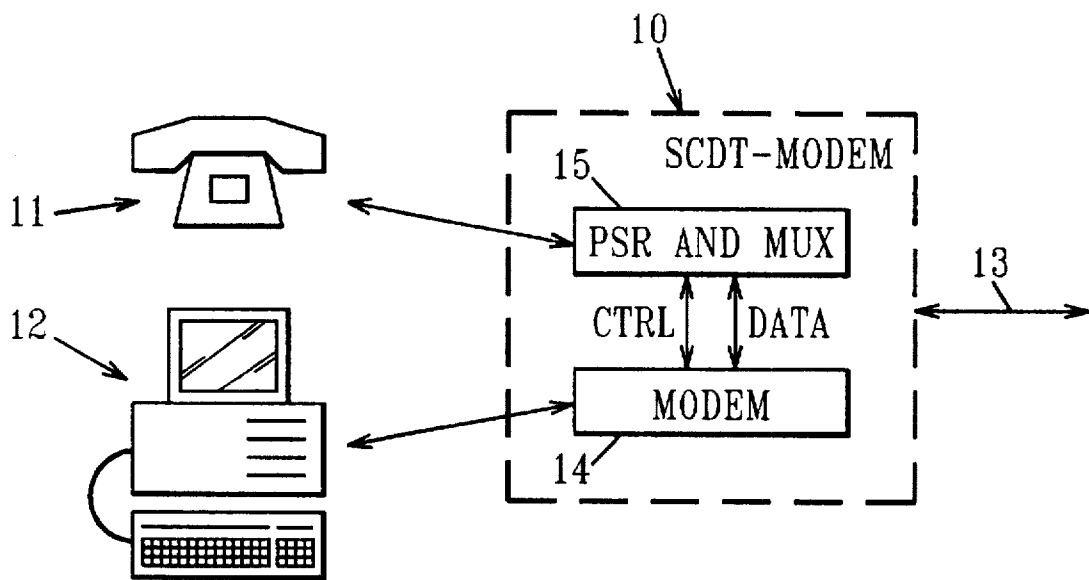 10
SCDT-MODEM
15
11
PSR AND MUX
13
12
CTRL
DATA
MODEM
14